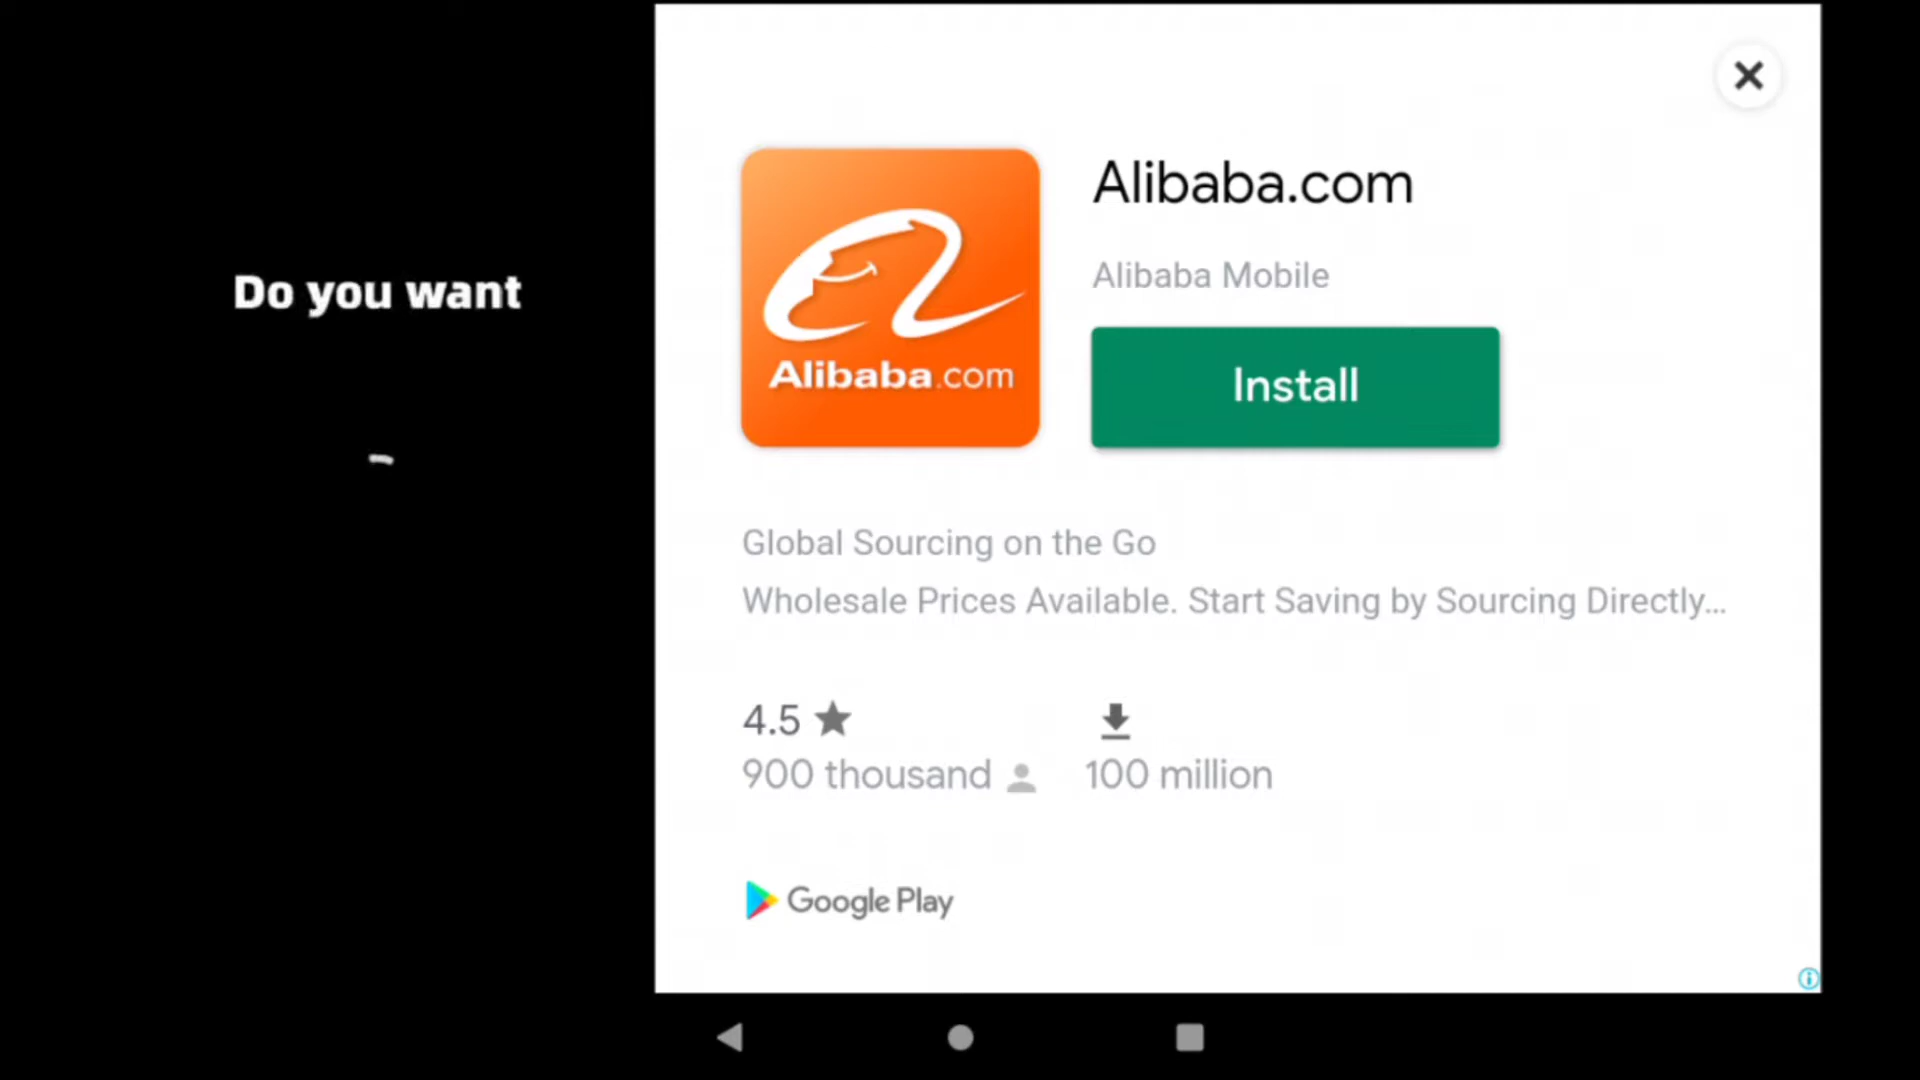 Do you want
Alibaba.com
Alibaba Mobile
Install
Alibaba.com
Global Sourcing on the Go
Wholesale Prices Available. Start Saving by Sourcing Directly...
4.5
900 thousand
100 million
Google Play